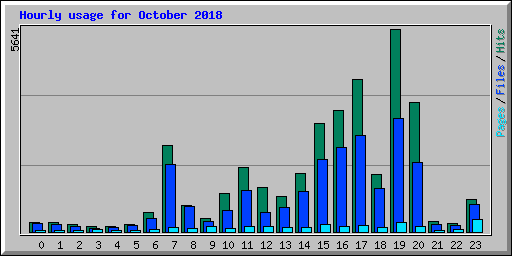 Hourly usage for October 2018
5641
Pages/Files/Hits
0 1 2 3 4 5 6 7 8 9 10 11 12 13 14 15 16 17 18 19 20 21 22 23